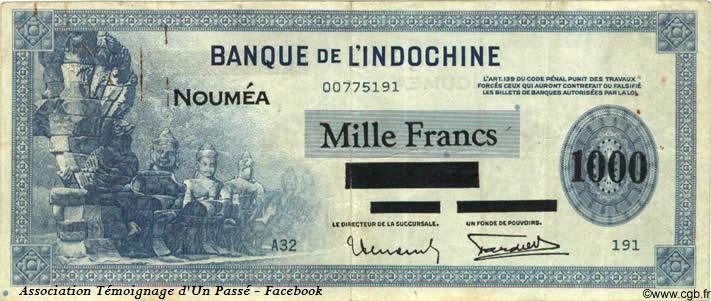 BANQUE DE L'INDOCHINE
00775191
NOUMÉA
L'ART.139 DU CODE PÉNAL PUNIT DES TRAVAUX
FORCÉS CEUX QUI AURONT CONTREFAIT OU FALSIFIÉ
LES BILLETS DE BANQUES AUTORISÉES PAR LA LOI.
Mille Francs
1000
LE DIRECTEUR DE LA SUCCURSALE.
UN FONDE DE POUVOIRS.
A32
191
Association Témoignage d'Un Passé - Facebook
©www.cgb.fr